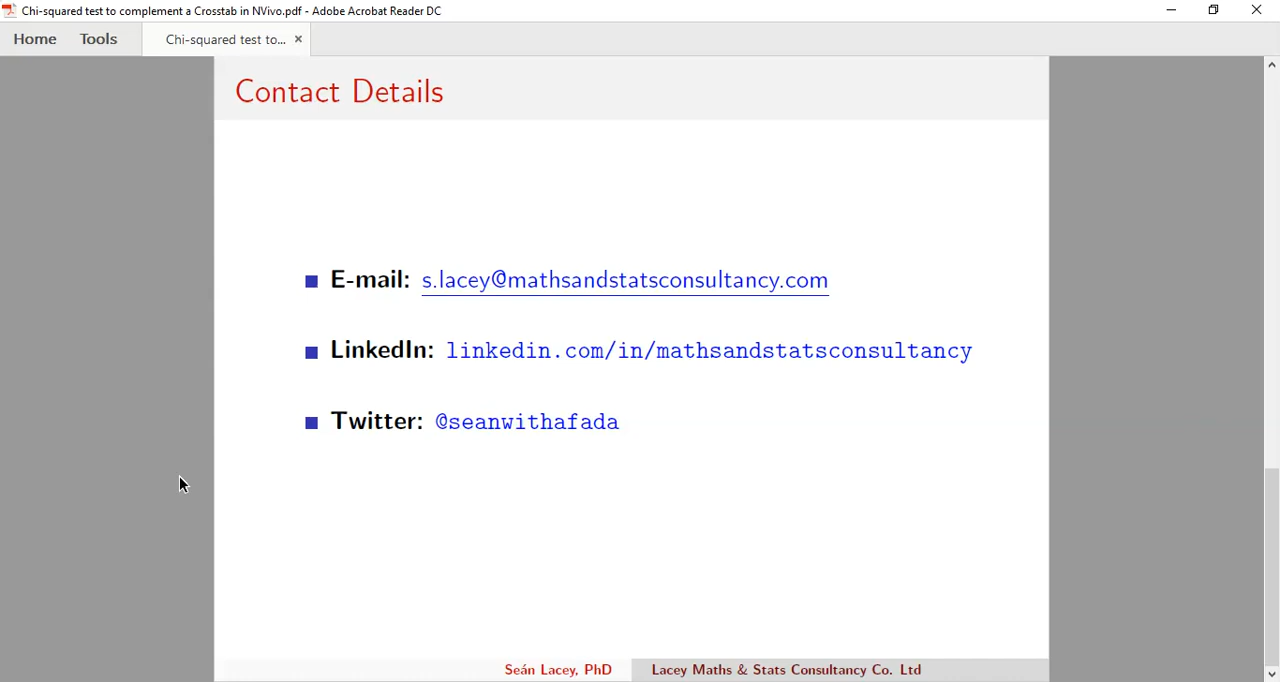 Chi-squared test to complement a Crosstab in NVivo.pdf - Adobe Acrobat Reader DC
Home Tools Chi-squared test to... ×
Contact Details
E-mail: s.lacey@mathsandstatsconsultancy.com
LinkedIn: linkedin.com/in/mathsandstatsconsultancy
Twitter: @seanwithafada
Seán Lacey, PhD Lacey Maths & Stats Consultancy Co. Ltd